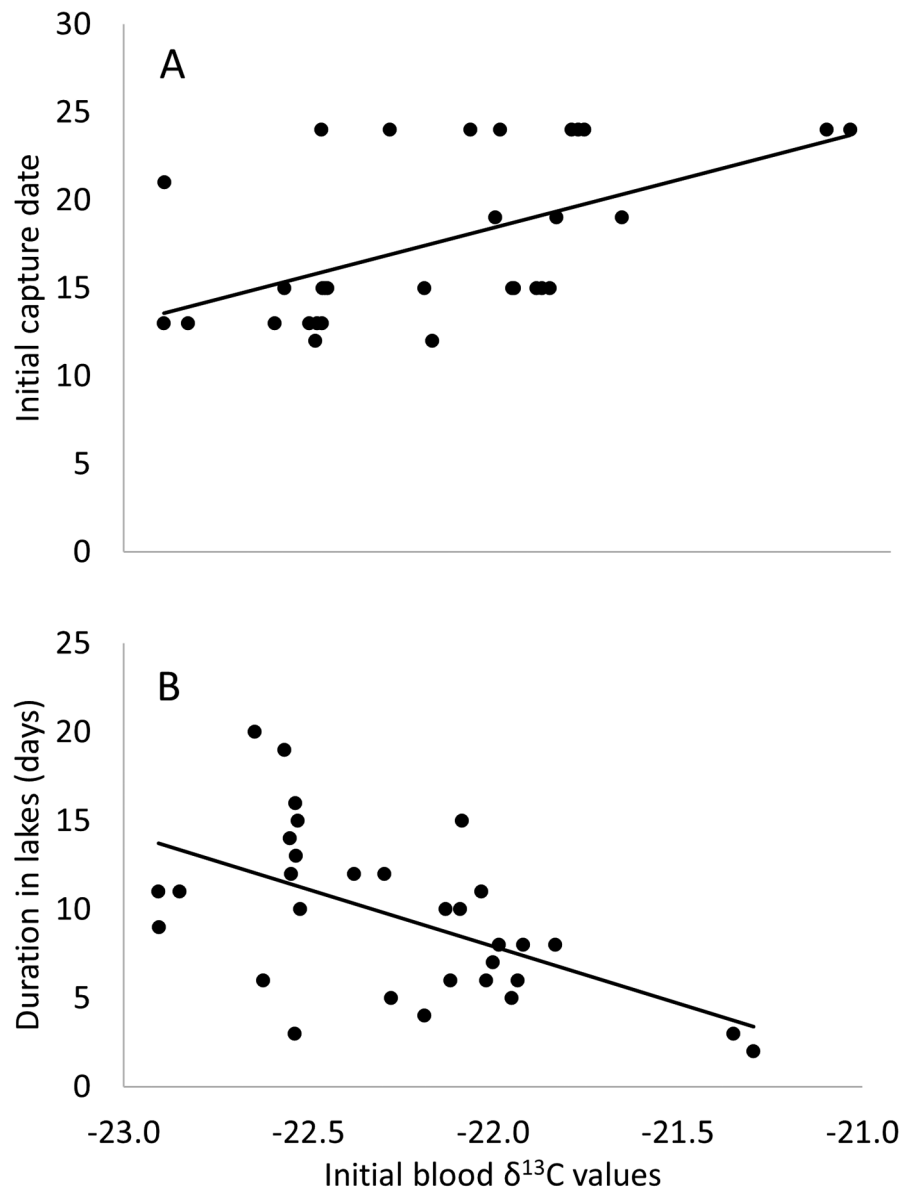 A
30
25
20
15
10
5
0
Initial capture date
B
25
20
15
10
5
0
Duration in lakes (days)
-23.0 -22.5 -22.0 -21.5 -21.0
Initial blood δ¹³C values